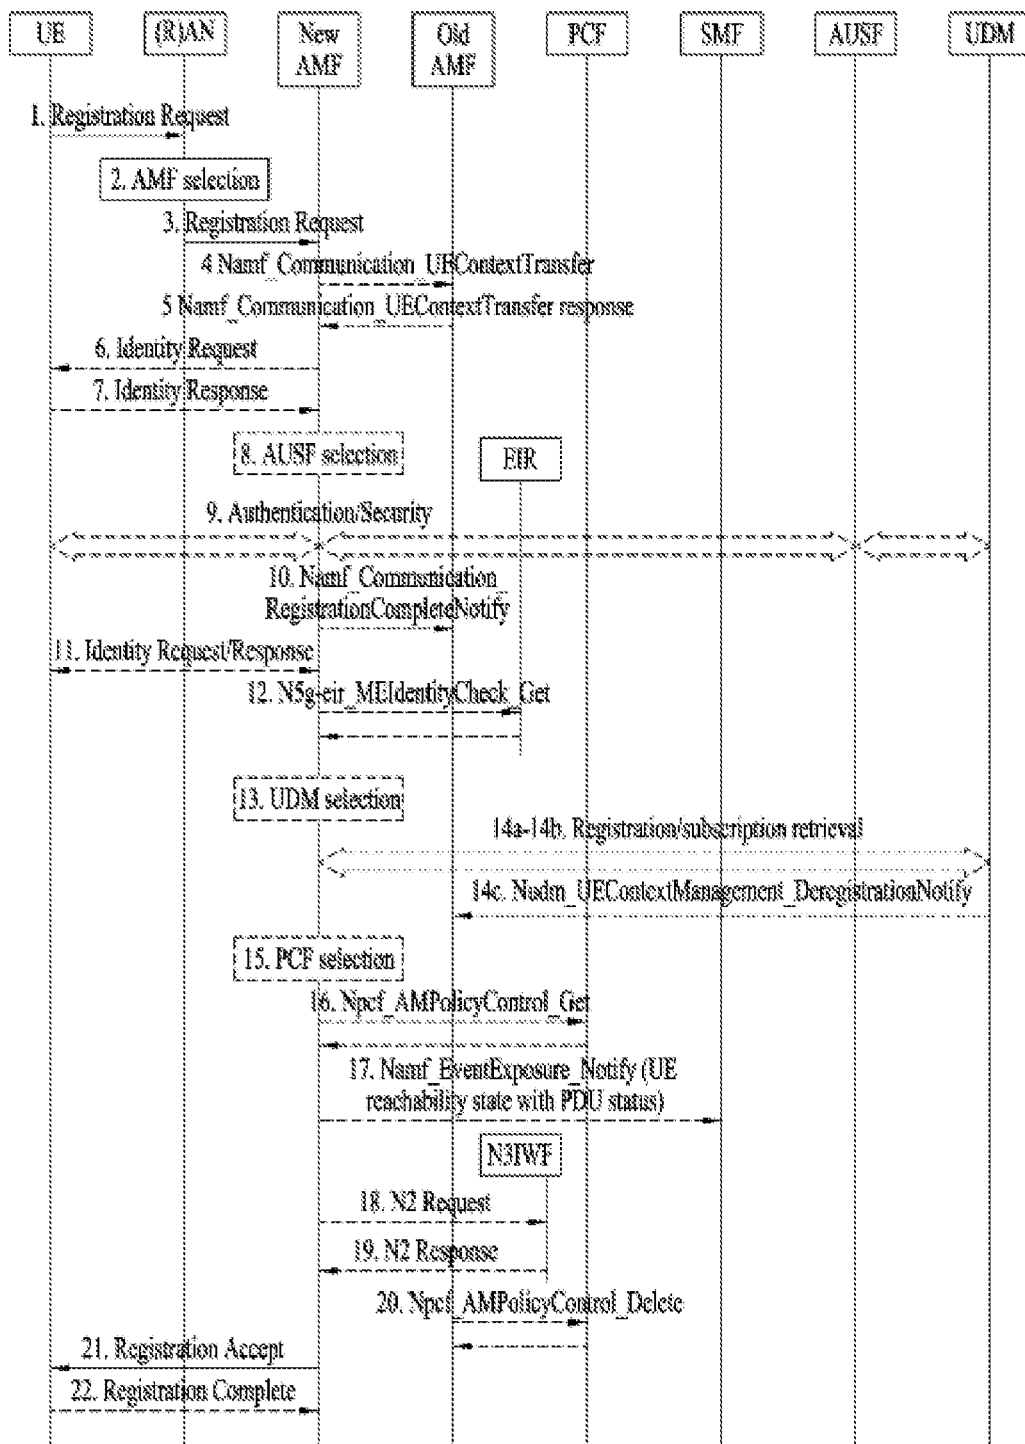 UE
(R)AN
New
AMF
Old
AMF
PCF
SMF
AUSF
UDM
1. Registration Request
2. AMF selection
3. Registration Request
4 Namf_Communication_UEContextTransfer
5 Namf_Communication_UEContextTransfer response
6. Identity Request
7. Identity Response
8. AUSF selection
EIR
9. Authentication/Security
10. Namf_Communication_
RegistrationCompleteNotify
11. Identity Request/Response
12. N5g-eir_MEIdentityCheck_Get
13. UDM selection
14a-14b. Registration/subscription retrieval
14c. Nudm_UEContextManagement_DeregistrationNotify
15. PCF selection
16. Npcf_AMPolicyControl_Get
17. Namf_EventExposure_Notify (UE
reachability state with PDU status)
N3IWF
18. N2 Request
19. N2 Response
20. Npcf_AMPolicyControl_Delete
21. Registration Accept
22. Registration Complete